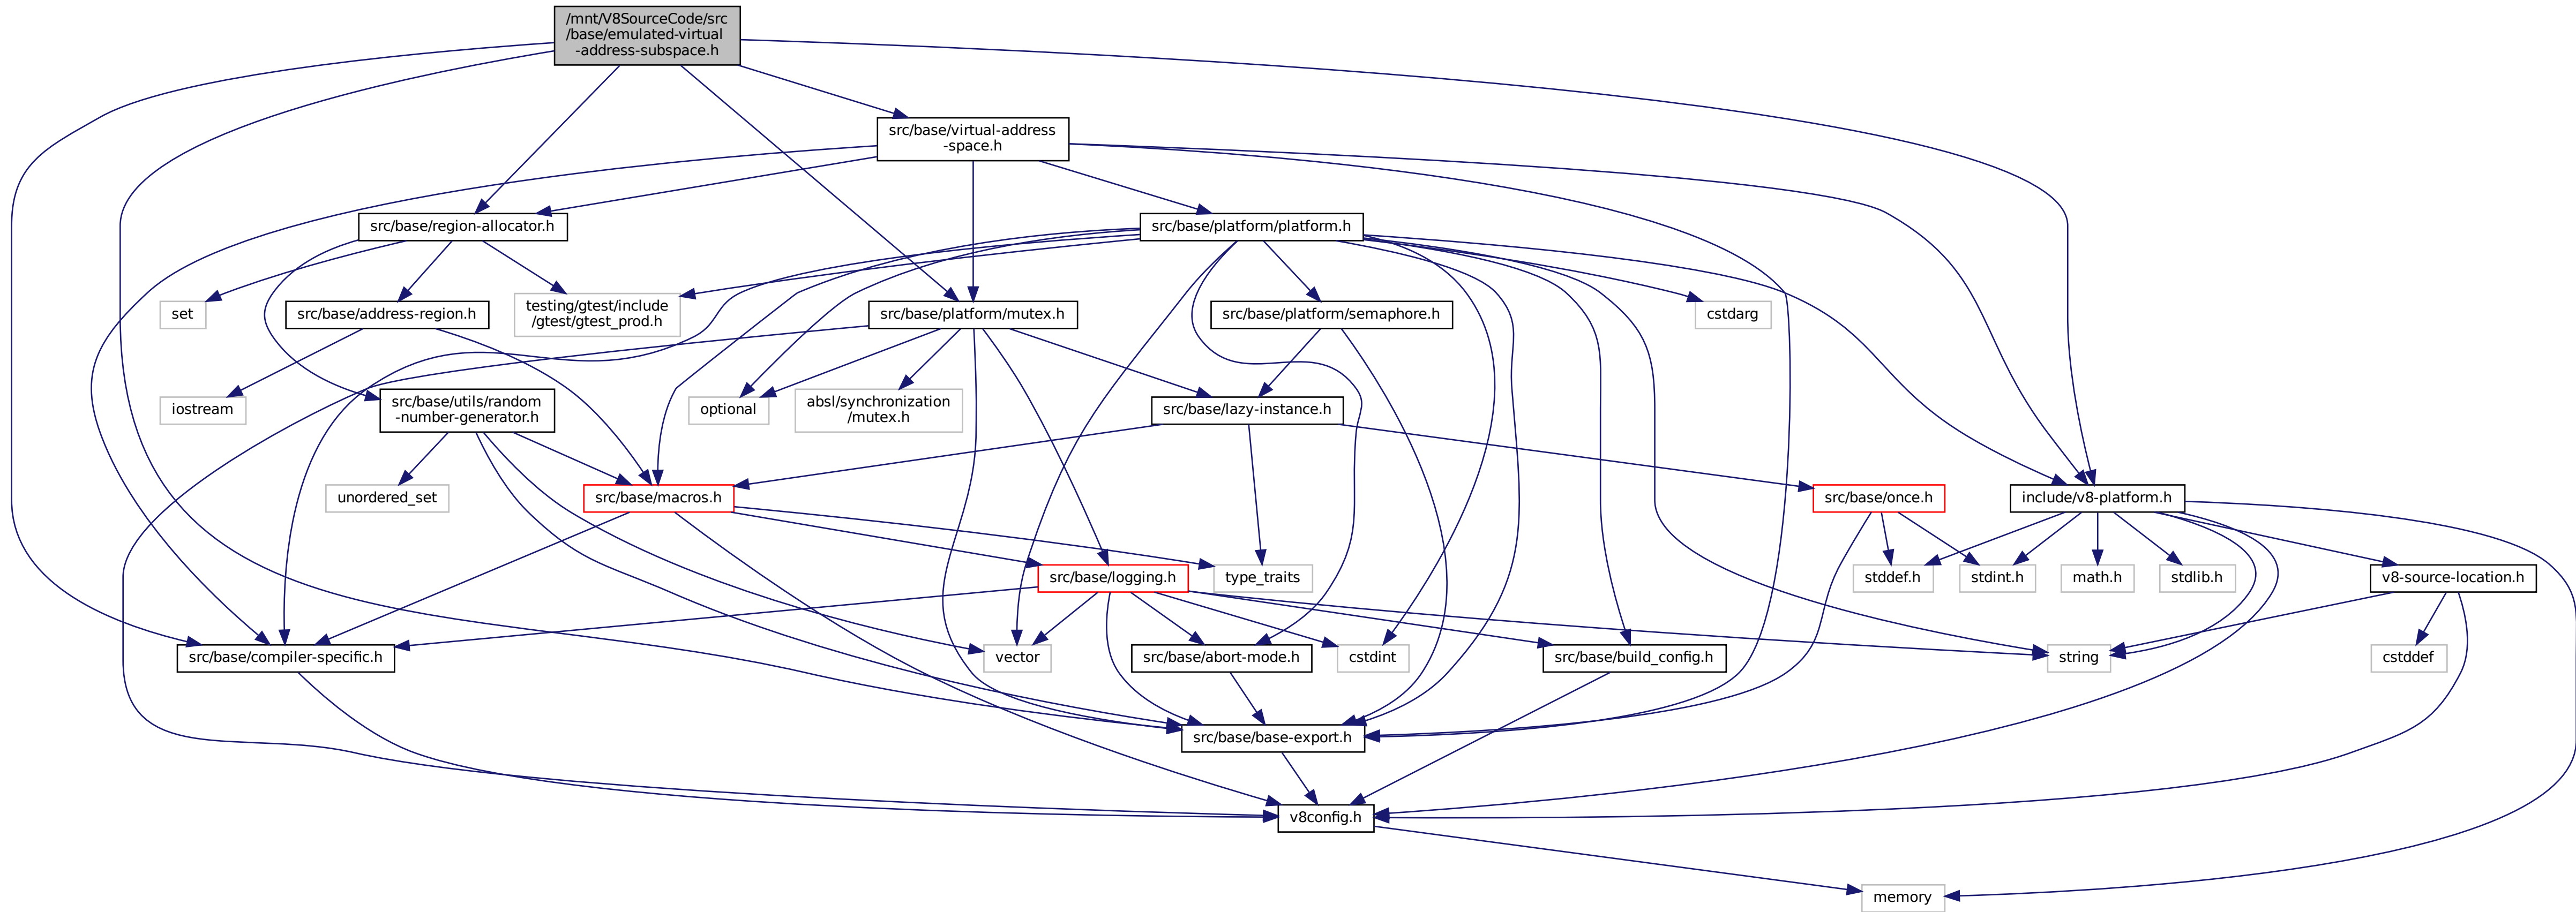 /mnt/V8SourceCode/src
/base/emulated-virtual
-address-subspace.h
src/base/virtual-address
-space.h
src/base/region-allocator.h
src/base/platform/platform.h
set
src/base/address-region.h
testing/gtest/include
/gtest/gtest_prod.h
src/base/platform/mutex.h
src/base/platform/semaphore.h
cstdarg
iostream
src/base/utils/random
-number-generator.h
optional
absl/synchronization
/mutex.h
src/base/lazy-instance.h
unordered_set
src/base/macros.h
src/base/once.h
include/v8-platform.h
src/base/logging.h
type_traits
stddef.h
stdint.h
math.h
stdlib.h
v8-source-location.h
src/base/compiler-specific.h
vector
src/base/abort-mode.h
cstdint
src/base/build_config.h
string
cstddef
src/base/base-export.h
v8config.h
memory